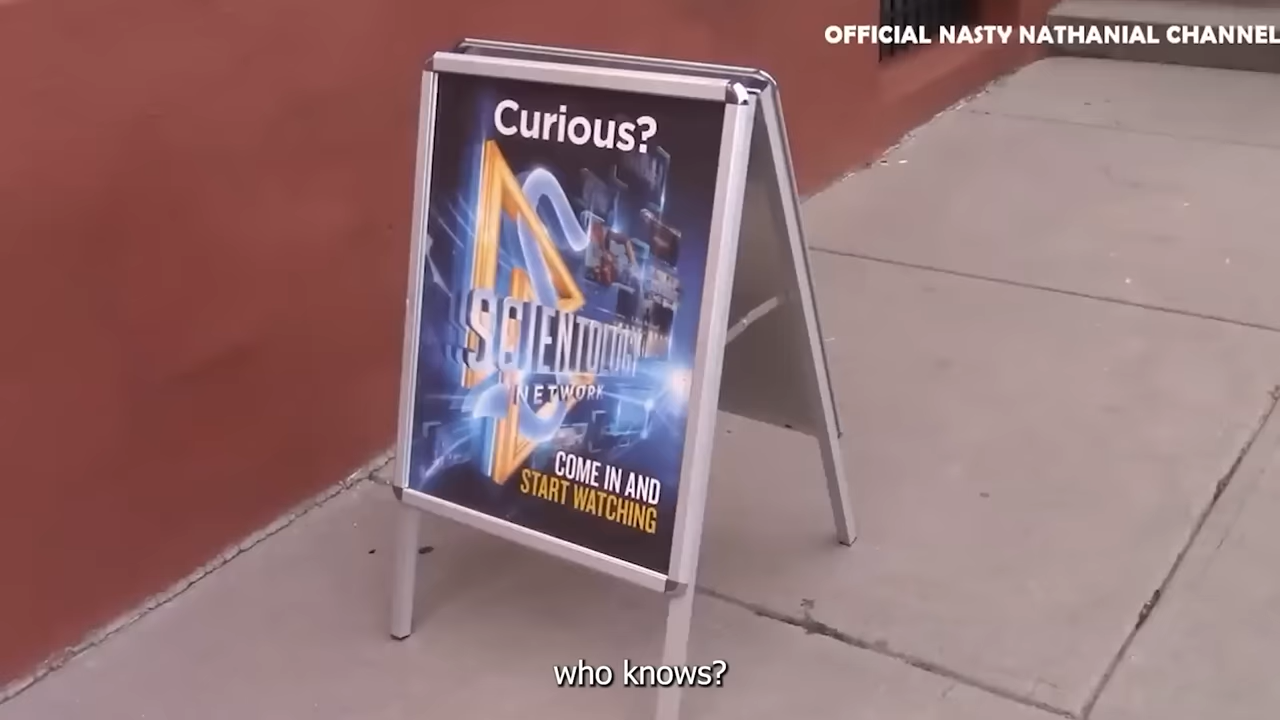 OFFICIAL NASTY NATHANIAL CHANNEL
Curious?
SCIENTOLOGY
NETWORK
COME IN AND
START WATCHING
who knows?